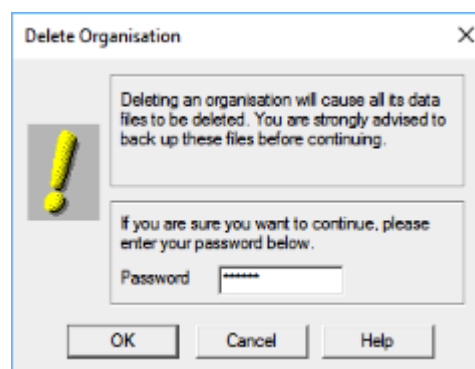 Delete Organisation
Deleting an organisation will cause all its data
files to be deleted. You are strongly advised to
back up these files before continuing.
If you are sure you want to continue, please
enter your password below.
Password ******
OK Cancel Help